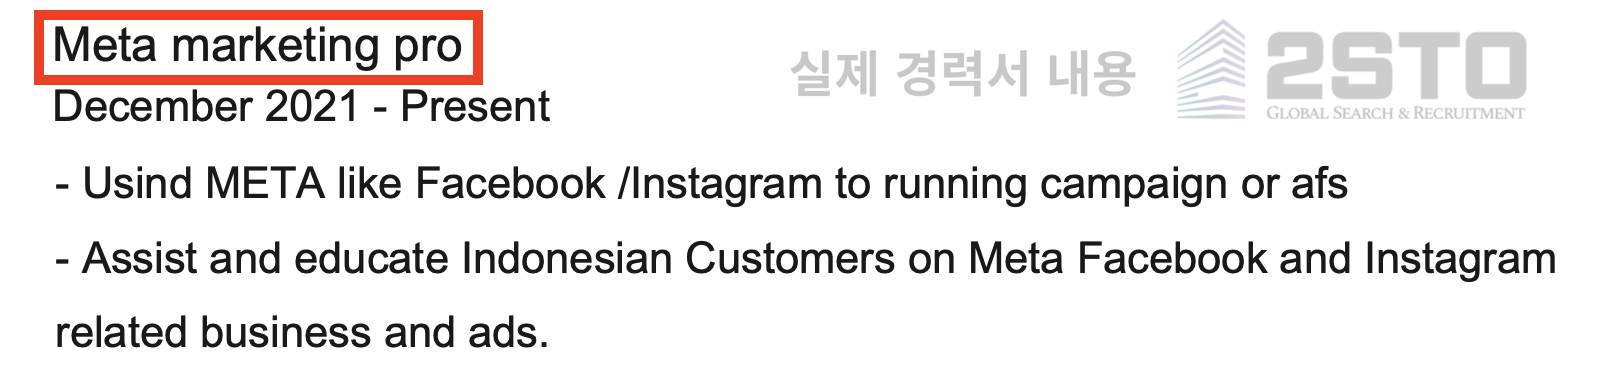 Meta marketing pro
실제 경력서 내용
2STO
GLOBAL SEARCH & RECRUITMENT
December 2021 - Present
- Usind META like Facebook /Instagram to running campaign or afs
- Assist and educate Indonesian Customers on Meta Facebook and Instagram
related business and ads.